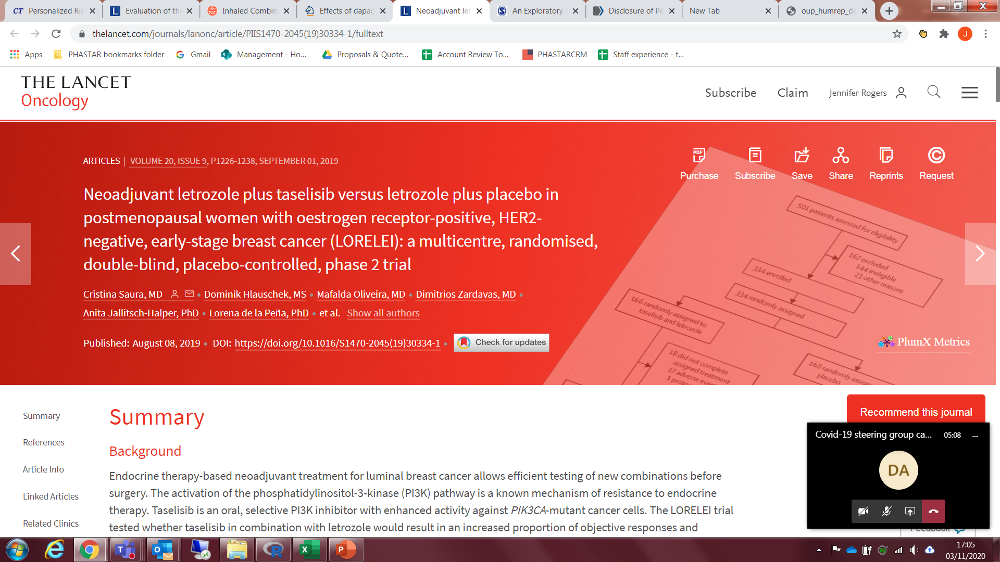 CT Personalized Ris
L Evaluation of th
Inhaled Combin
Effects of dapag
L Neoadjuvant let
S An Exploratory
Disclosure of Pe
New Tab
oup_humrep_de
thelancet.com/journals/lanonc/article/PIIS1470-2045(19)30334-1/fulltext
J
Apps
PHASTAR bookmarks folder
Gmail
Management - Ho...
Proposals & Quote...
Account Review To...
PHASTARCRM
Staff experience - t...
THE LANCET
Oncology
Subscribe
Claim
Jennifer Rogers
ARTICLES | VOLUME 20, ISSUE 9, P1226-1238, SEPTEMBER 01, 2019
PDF
Purchase
Subscribe
Save
Share
Reprints
Request
Neoadjuvant letrozole plus taselisib versus letrozole plus placebo in
postmenopausal women with oestrogen receptor-positive, HER2-
negative, early-stage breast cancer (LORELEI): a multicentre, randomised,
double-blind, placebo-controlled, phase 2 trial
Cristina Saura, MD • Dominik Hlauschek, MS • Mafalda Oliveira, MD • Dimitrios Zardavas, MD •
Anita Jallitsch-Halper, PhD • Lorena de la Peña, PhD • et al. Show all authors
Published: August 08, 2019 • DOI: https://doi.org/10.1016/S1470-2045(19)30334-1 •
Check for updates
501 patients assessed for eligibility
167 excluded
144 ineligible
23 other reasons
334 enrolled
334 randomly assigned
166 randomly assigned to
taselisib and letrozole
18 did not complete
assigned treatment
17 adverse even
1 proto
168 randomly assign
placebo
PlumX Metrics
Summary
References
Article Info
Linked Articles
Related Clinics
Summary
Background
Endocrine therapy-based neoadjuvant treatment for luminal breast cancer allows efficient testing of new combinations before
surgery. The activation of the phosphatidylinositol-3-kinase (PI3K) pathway is a known mechanism of resistance to endocrine
therapy. Taselisib is an oral, selective PI3K inhibitor with enhanced activity against PIK3CA-mutant cancer cells. The LORELEI trial
tested whether taselisib in combination with letrozole would result in an increased proportion of objective responses and
Recommend this journal
Covid-19 steering group ca... 05:08
DA
Feedback
17:05
03/11/2020